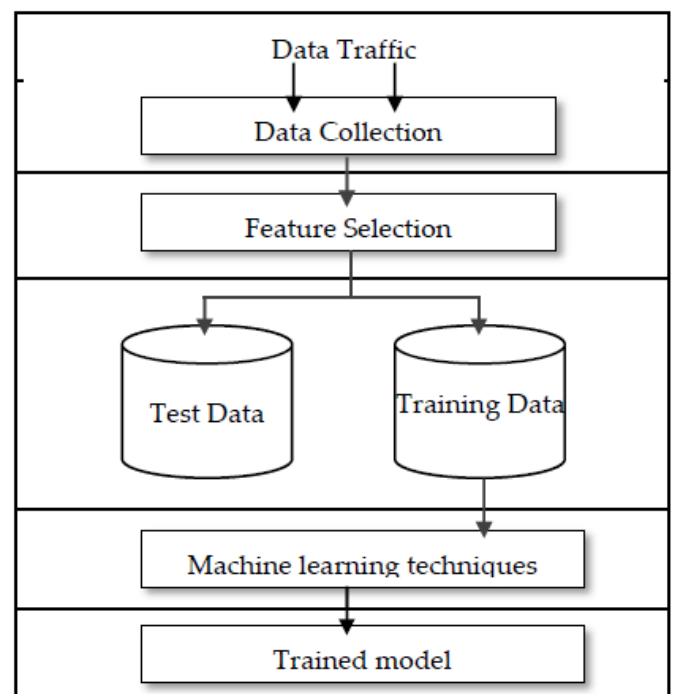 Data Traffic
Data Collection
Feature Selection
Test Data
Training Data
Machine learning techniques
Trained model